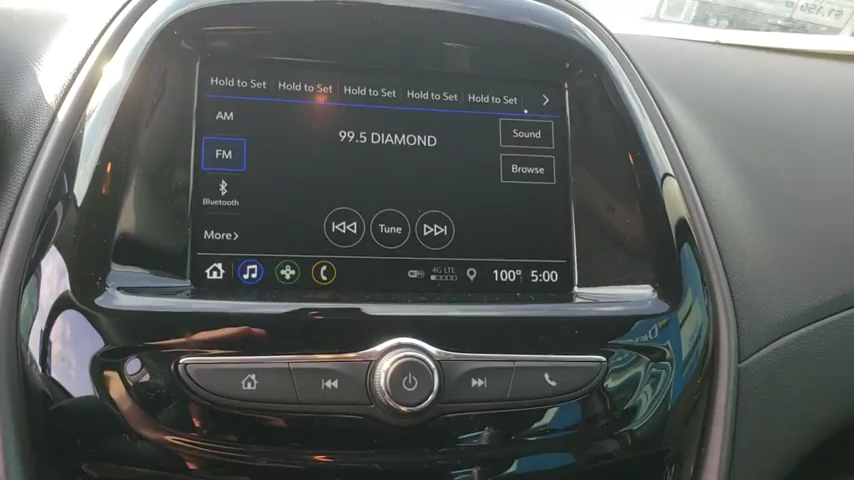 Hold to Set Hold to Set Hold to Set Hold to Set Hold to Set
AM
99.5 DIAMOND
Sound
FM
Browse
Bluetooth
Tune
More
4G LTE
100° 5:00